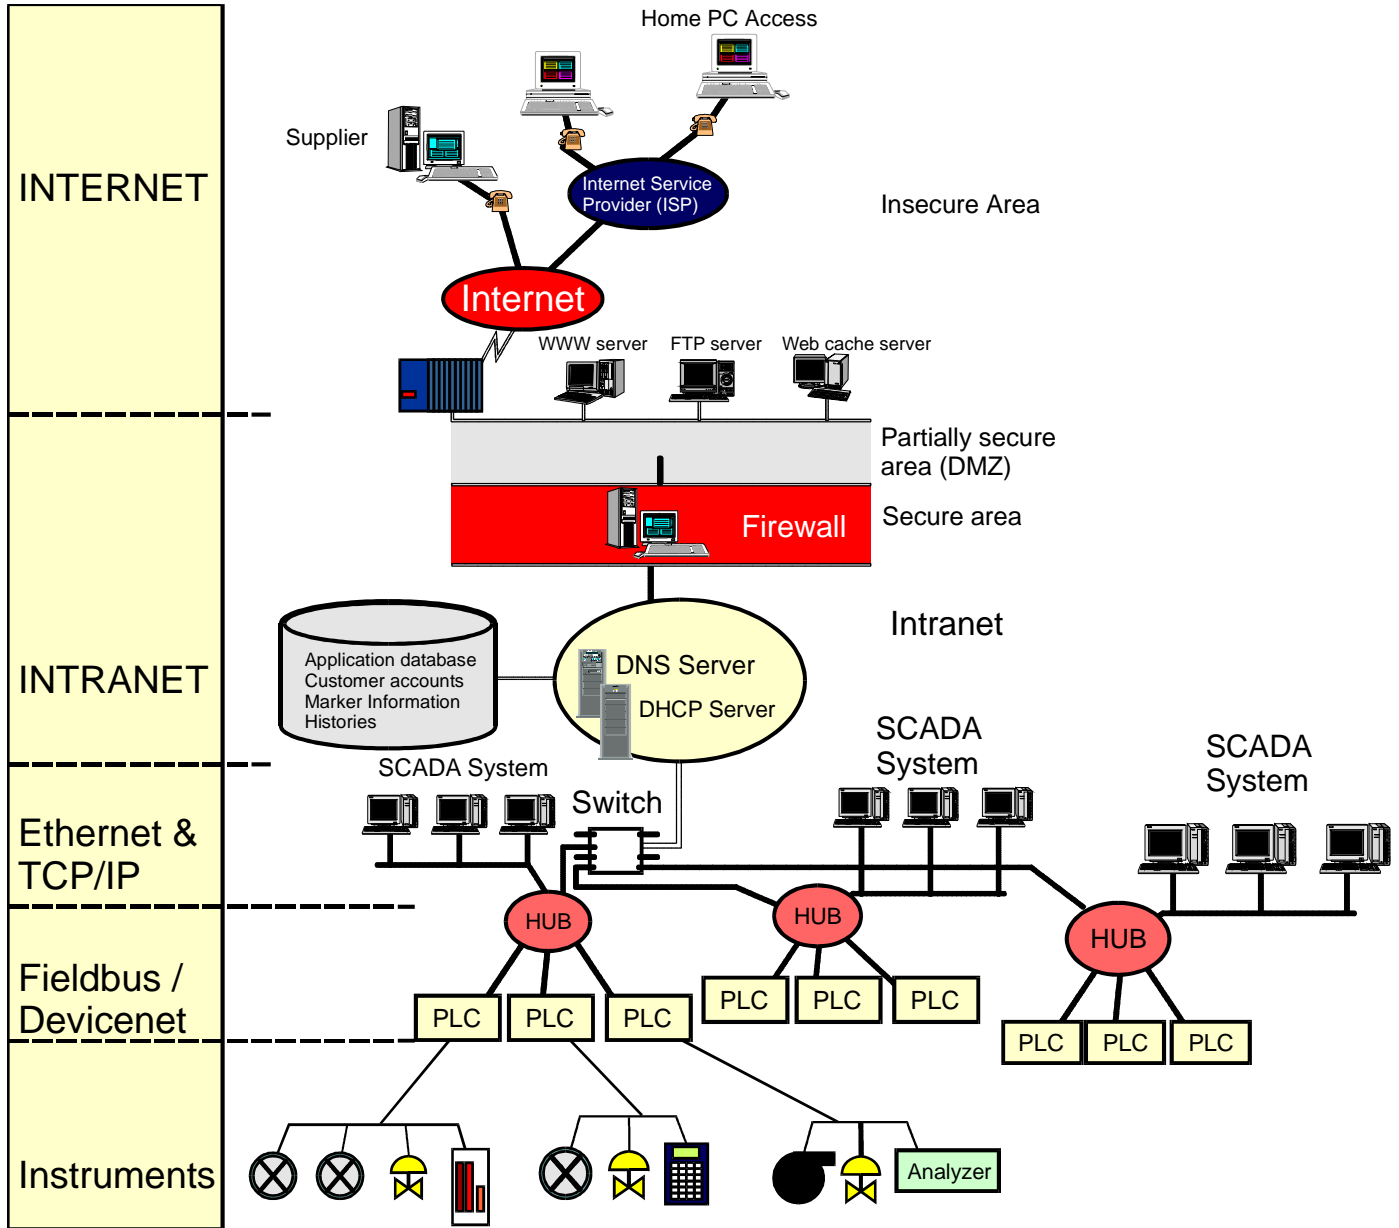 Home PC Access
Supplier
INTERNET
Internet Service
Provider (ISP)
Insecure Area
Internet
WWW server
FTP server
Web cache server
Partially secure
area (DMZ)
Firewall
Secure area
Intranet
Application database
Customer accounts
Marker Information
Histories
DNS Server
DHCP Server
INTRANET
SCADA
System
SCADA
System
SCADA System
Switch
Ethernet &
TCP/IP
HUB
HUB
HUB
Fieldbus /
Devicenet
PLC
PLC
PLC
PLC
PLC
PLC
PLC
PLC
PLC
Instruments
Analyzer